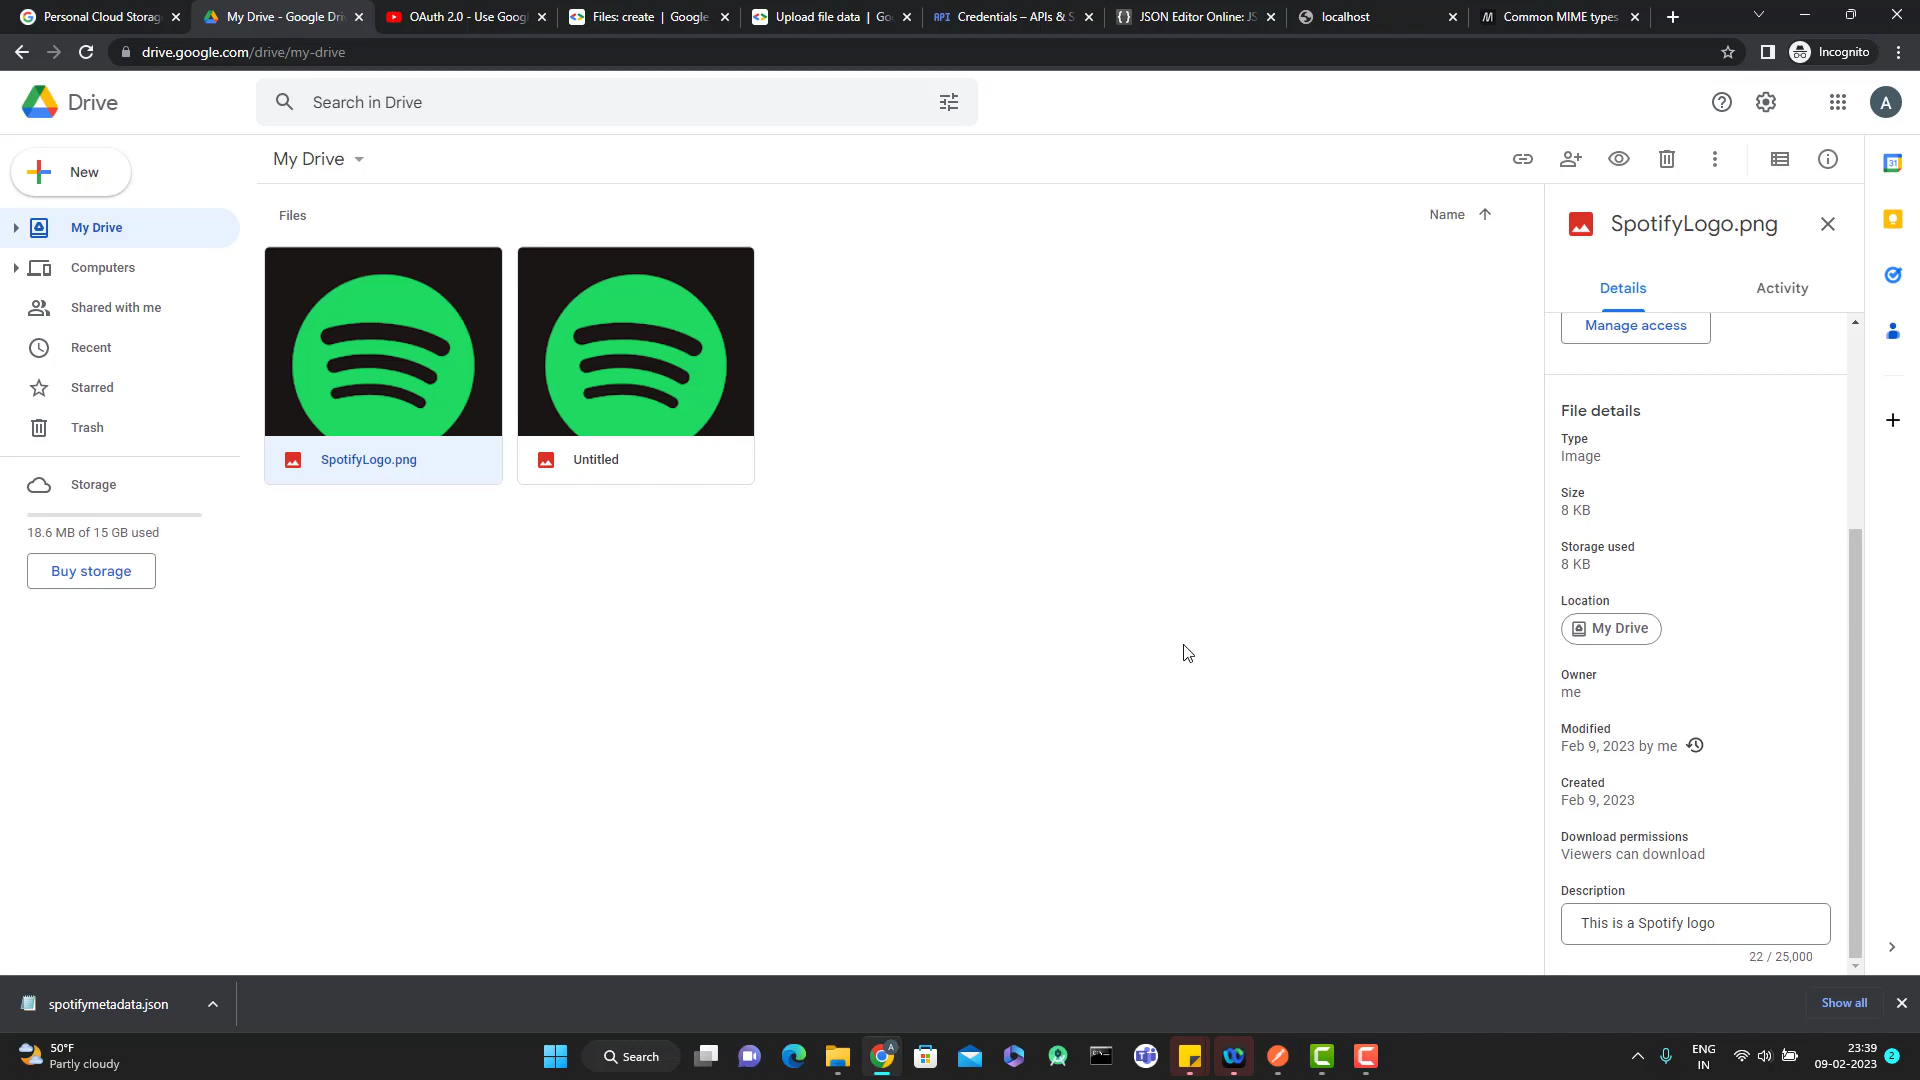 Personal Cloud Storag
My Drive - Google Dri
OAuth 2.0 - Use Goog
Files: create | Google
Upload file data | Go
API Credentials – APIs & S
JSON Editor Online: JS
localhost
Common MIME types
drive.google.com/drive/my-drive
Incognito
Drive
Search in Drive
A
New
My Drive
31
Files
Name
SpotifyLogo.png
My Drive
Computers
Shared with me
Recent
Starred
Trash
Storage
18.6 MB of 15 GB used
Buy storage
SpotifyLogo.png
Untitled
Details
Activity
Manage access
File details
Type
Image
Size
8 KB
Storage used
8 KB
Location
My Drive
Owner
me
Modified
Feb 9, 2023 by me
Created
Feb 9, 2023
Download permissions
Viewers can download
Description
This is a Spotify logo
22 / 25,000
spotifymetadata.json
Show all
50°F
Partly cloudy
Search
A
ENG
IN
23:39
09-02-2023
2